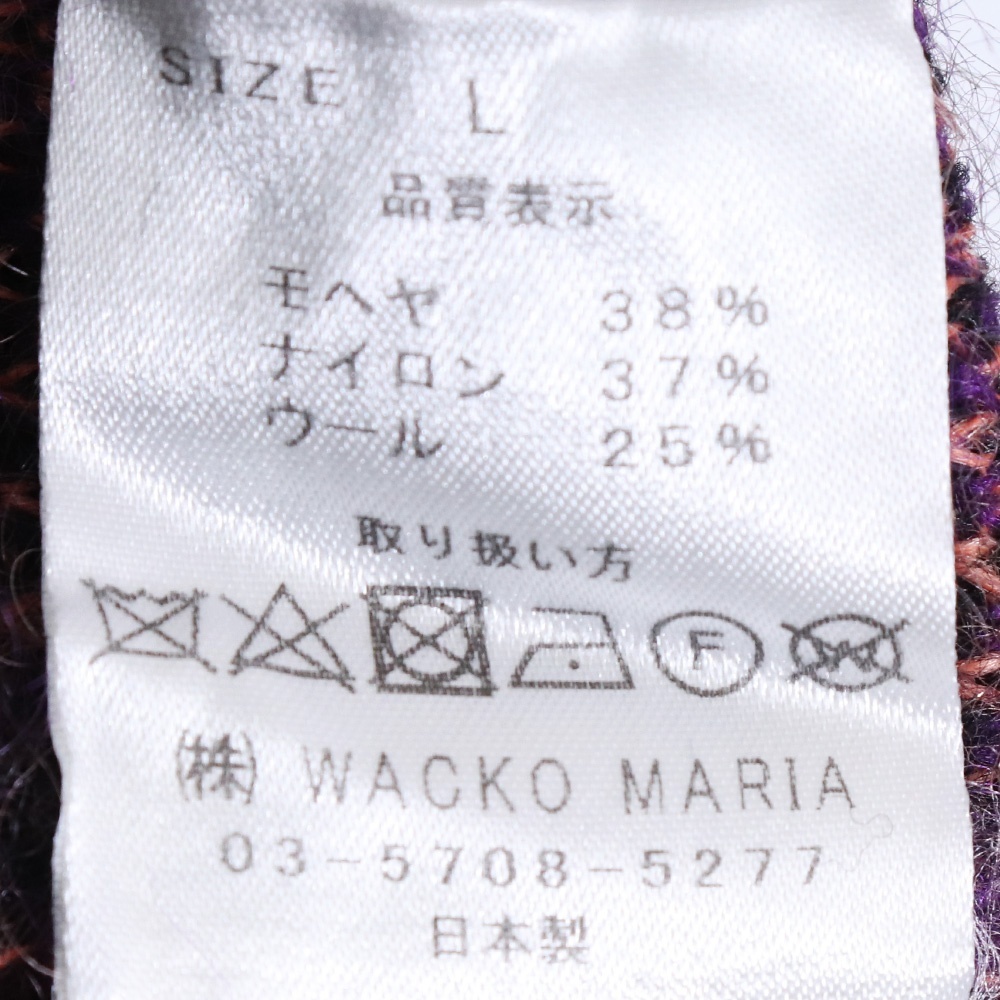 SIZE L
品質表示
モヘヤ 38%
ナイロン 37%
ウール 25%
取り扱い方
F W
㈱ WACKO MARIA
03-5708-5277
日本製